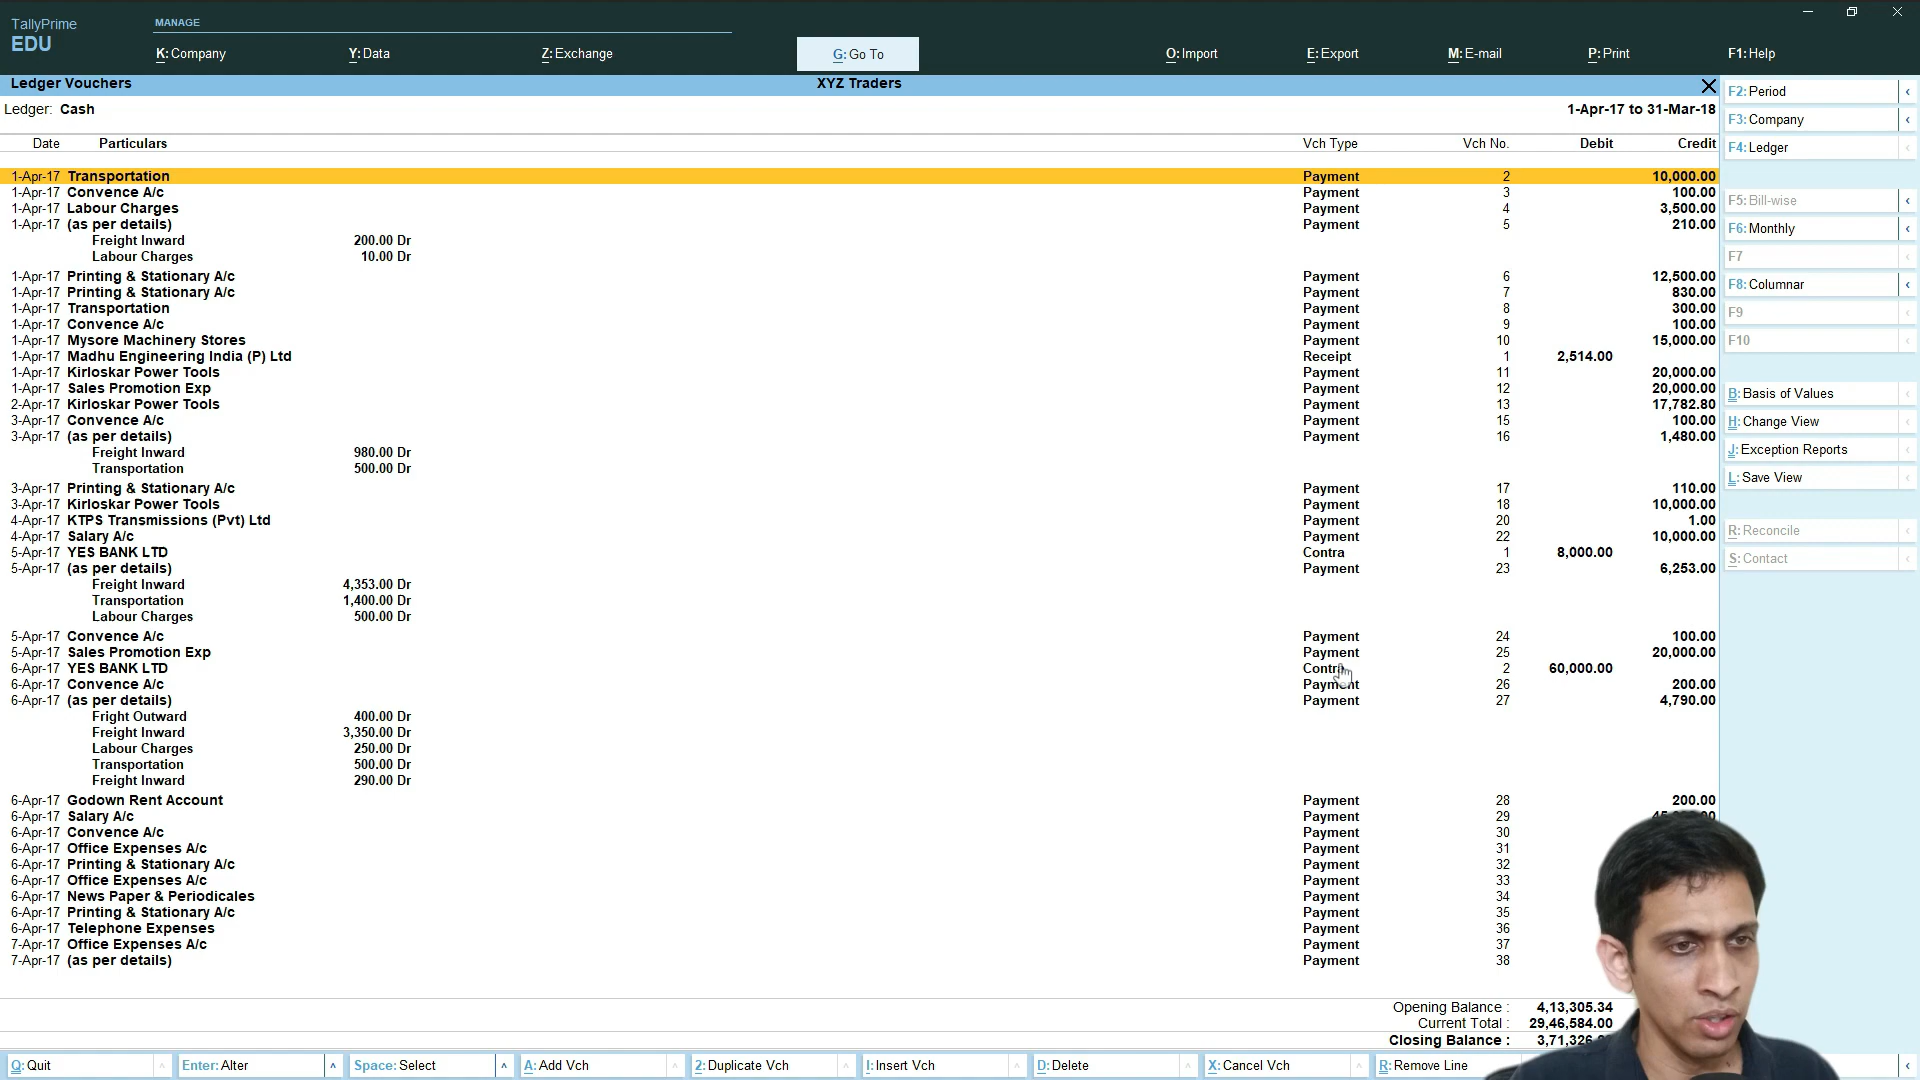 TallyPrime
EDU
MANAGE
K: Company
Y: Data
Z: Exchange
G: Go To
O: Import
E: Export
M: E-mail
P: Print
F1: Help
Ledger Vouchers
XYZ Traders
Ledger: Cash
1-Apr-17 to 31-Mar-18
Date Particulars Vch Type Vch No. Debit Credit
1-Apr-17 Transportation Payment 2 10,000.00
1-Apr-17 Convence A/c Payment 3 100.00
1-Apr-17 Labour Charges Payment 4 3,500.00
1-Apr-17 (as per details) Payment 5 210.00
Freight Inward 200.00 Dr
Labour Charges 10.00 Dr
1-Apr-17 Printing & Stationary A/c Payment 6 12,500.00
1-Apr-17 Printing & Stationary A/c Payment 7 830.00
1-Apr-17 Transportation Payment 8 300.00
1-Apr-17 Convence A/c Payment 9 100.00
1-Apr-17 Mysore Machinery Stores Payment 10 15,000.00
1-Apr-17 Madhu Engineering India (P) Ltd Receipt 1 2,514.00
1-Apr-17 Kirloskar Power Tools Payment 11 20,000.00
1-Apr-17 Sales Promotion Exp Payment 12 20,000.00
2-Apr-17 Kirloskar Power Tools Payment 13 17,782.80
3-Apr-17 Convence A/c Payment 15 100.00
3-Apr-17 (as per details) Payment 16 1,480.00
Freight Inward 980.00 Dr
Transportation 500.00 Dr
3-Apr-17 Printing & Stationary A/c Payment 17 110.00
3-Apr-17 Kirloskar Power Tools Payment 18 10,000.00
4-Apr-17 KTPS Transmissions (Pvt) Ltd Payment 20 1.00
4-Apr-17 Salary A/c Payment 22 10,000.00
5-Apr-17 YES BANK LTD Contra 1 8,000.00
5-Apr-17 (as per details) Payment 23 6,253.00
Freight Inward 4,353.00 Dr
Transportation 1,400.00 Dr
Labour Charges 500.00 Dr
5-Apr-17 Convence A/c Payment 24 100.00
5-Apr-17 Sales Promotion Exp Payment 25 20,000.00
6-Apr-17 YES BANK LTD Contra 2 60,000.00
6-Apr-17 Convence A/c Payment 26 200.00
6-Apr-17 (as per details) Payment 27 4,790.00
Fright Outward 400.00 Dr
Freight Inward 3,350.00 Dr
Labour Charges 250.00 Dr
Transportation 500.00 Dr
Freight Inward 290.00 Dr
6-Apr-17 Godown Rent Account Payment 28 200.00
6-Apr-17 Salary A/c Payment 29
6-Apr-17 Convence A/c Payment 30
6-Apr-17 Office Expenses A/c Payment 31
6-Apr-17 Printing & Stationary A/c Payment 32
6-Apr-17 Office Expenses A/c Payment 33
6-Apr-17 News Paper & Periodicales Payment 34
6-Apr-17 Printing & Stationary A/c Payment 35
6-Apr-17 Telephone Expenses Payment 36
7-Apr-17 Office Expenses A/c Payment 37
7-Apr-17 (as per details) Payment 38
Opening Balance : 4,13,305.34
Current Total : 29,46,584.00
Closing Balance :
F2: Period
F3: Company
F4: Ledger
F5: Bill-wise
F6: Monthly
F7
F8: Columnar
F9
F10
B: Basis of Values
H: Change View
J: Exception Reports
L: Save View
R: Reconcile
S: Contact
Q: Quit
Enter: Alter
Space: Select
A: Add Vch
2: Duplicate Vch
I: Insert Vch
D: Delete
X: Cancel Vch
R: Remove Line